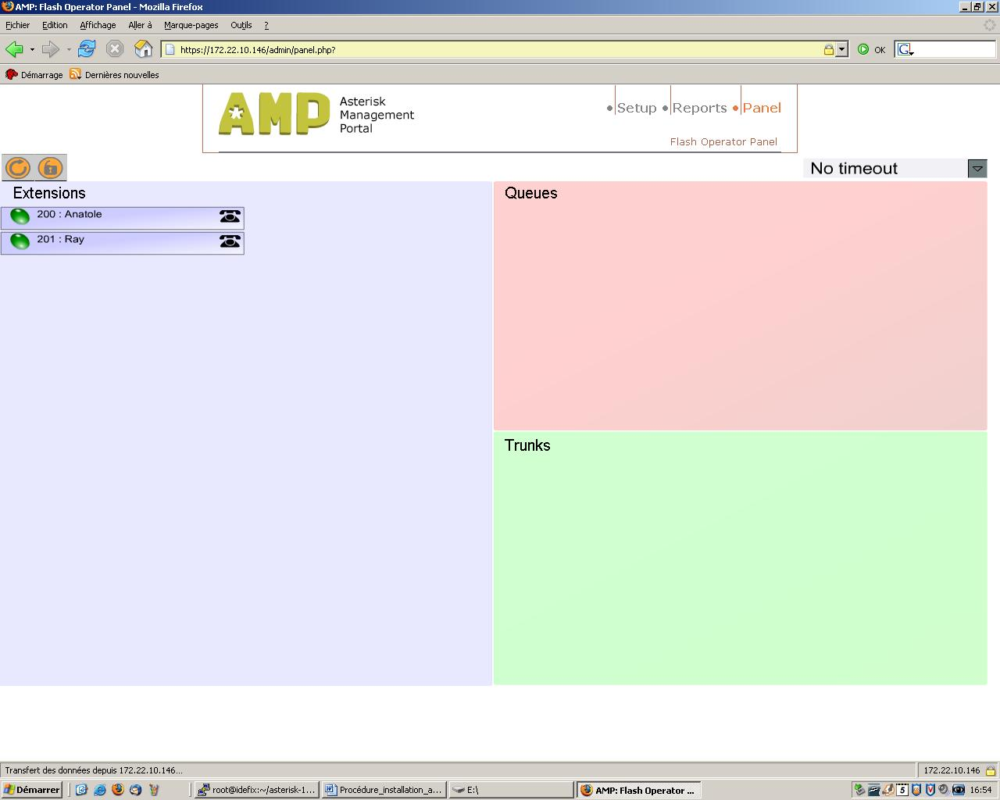 AMP: Flash Operator Panel - Mozilla Firefox
Fichier Edition Affichage Aller à Marque-pages Outils ?
https://172.22.10.146/admin/panel.php? OK G
Démarrage Dernières nouvelles
AMP Asterisk
Management
Portal
Setup Reports Panel
Flash Operator Panel
No timeout
Extensions
200 : Anatole
201 : Ray
Queues
Trunks
Transfert des données depuis 172.22.10.146... 172.22.10.146
Démarrer root@idefix:~/asterisk-1... Procédure_installation_a... E:\ AMP: Flash Operator ... 5 16:54